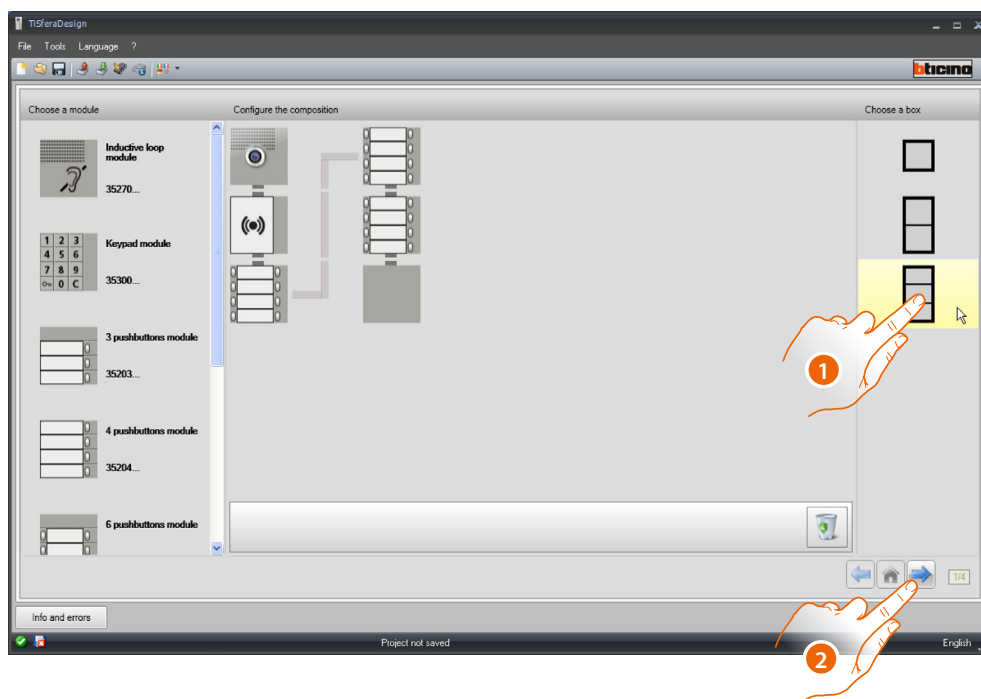 TiSferaDesign
File Tools Language ?
bticino
Choose a module
Configure the composition
Choose a box
Inductive loop
module
35270...
1 2 3
4 5 6
7 8 9
0 C
Keypad module
35300...
3 pushbuttons module
35203...
4 pushbuttons module
35204...
6 pushbuttons module
1
1/4
Info and errors
Project not saved
English
2